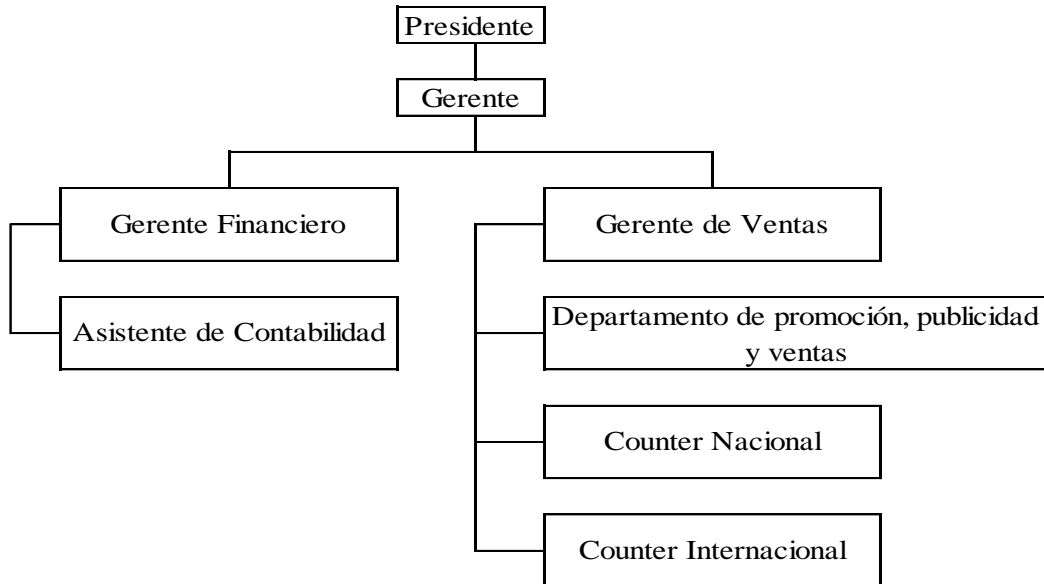 Presidente
Gerente
Gerente Financiero
Gerente de Ventas
Asistente de Contabilidad
Departamento de promoción, publicidad
y ventas
Counter Nacional
Counter Internacional